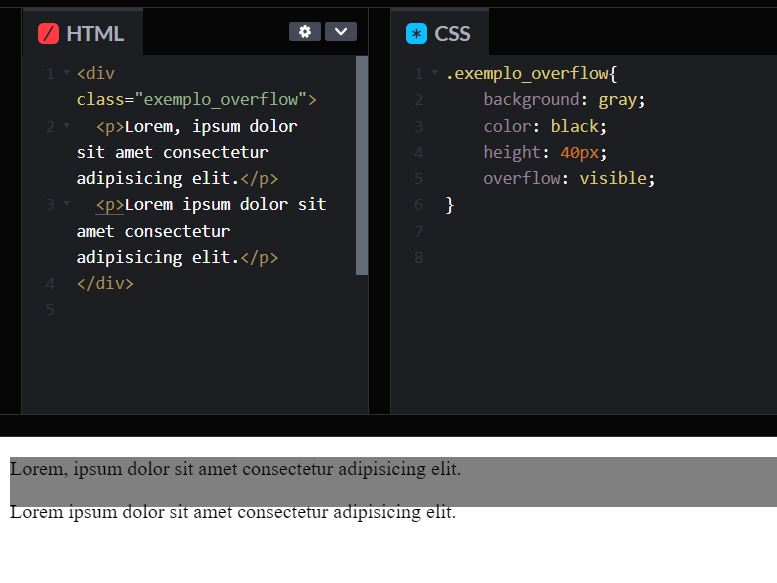 HTML
1 <div
class="exemplo_overflow">
2 <p>Lorem, ipsum dolor
sit amet consectetur
adipisicing elit.</p>
3 <p>Lorem ipsum dolor sit
amet consectetur
adipisicing elit.</p>
4 </div>
5
CSS
1 .exemplo_overflow{
2 background: gray;
3 color: black;
4 height: 40px;
5 overflow: visible;
6 }
7
8
Lorem, ipsum dolor sit amet consectetur adipisicing elit.
Lorem ipsum dolor sit amet consectetur adipisicing elit.